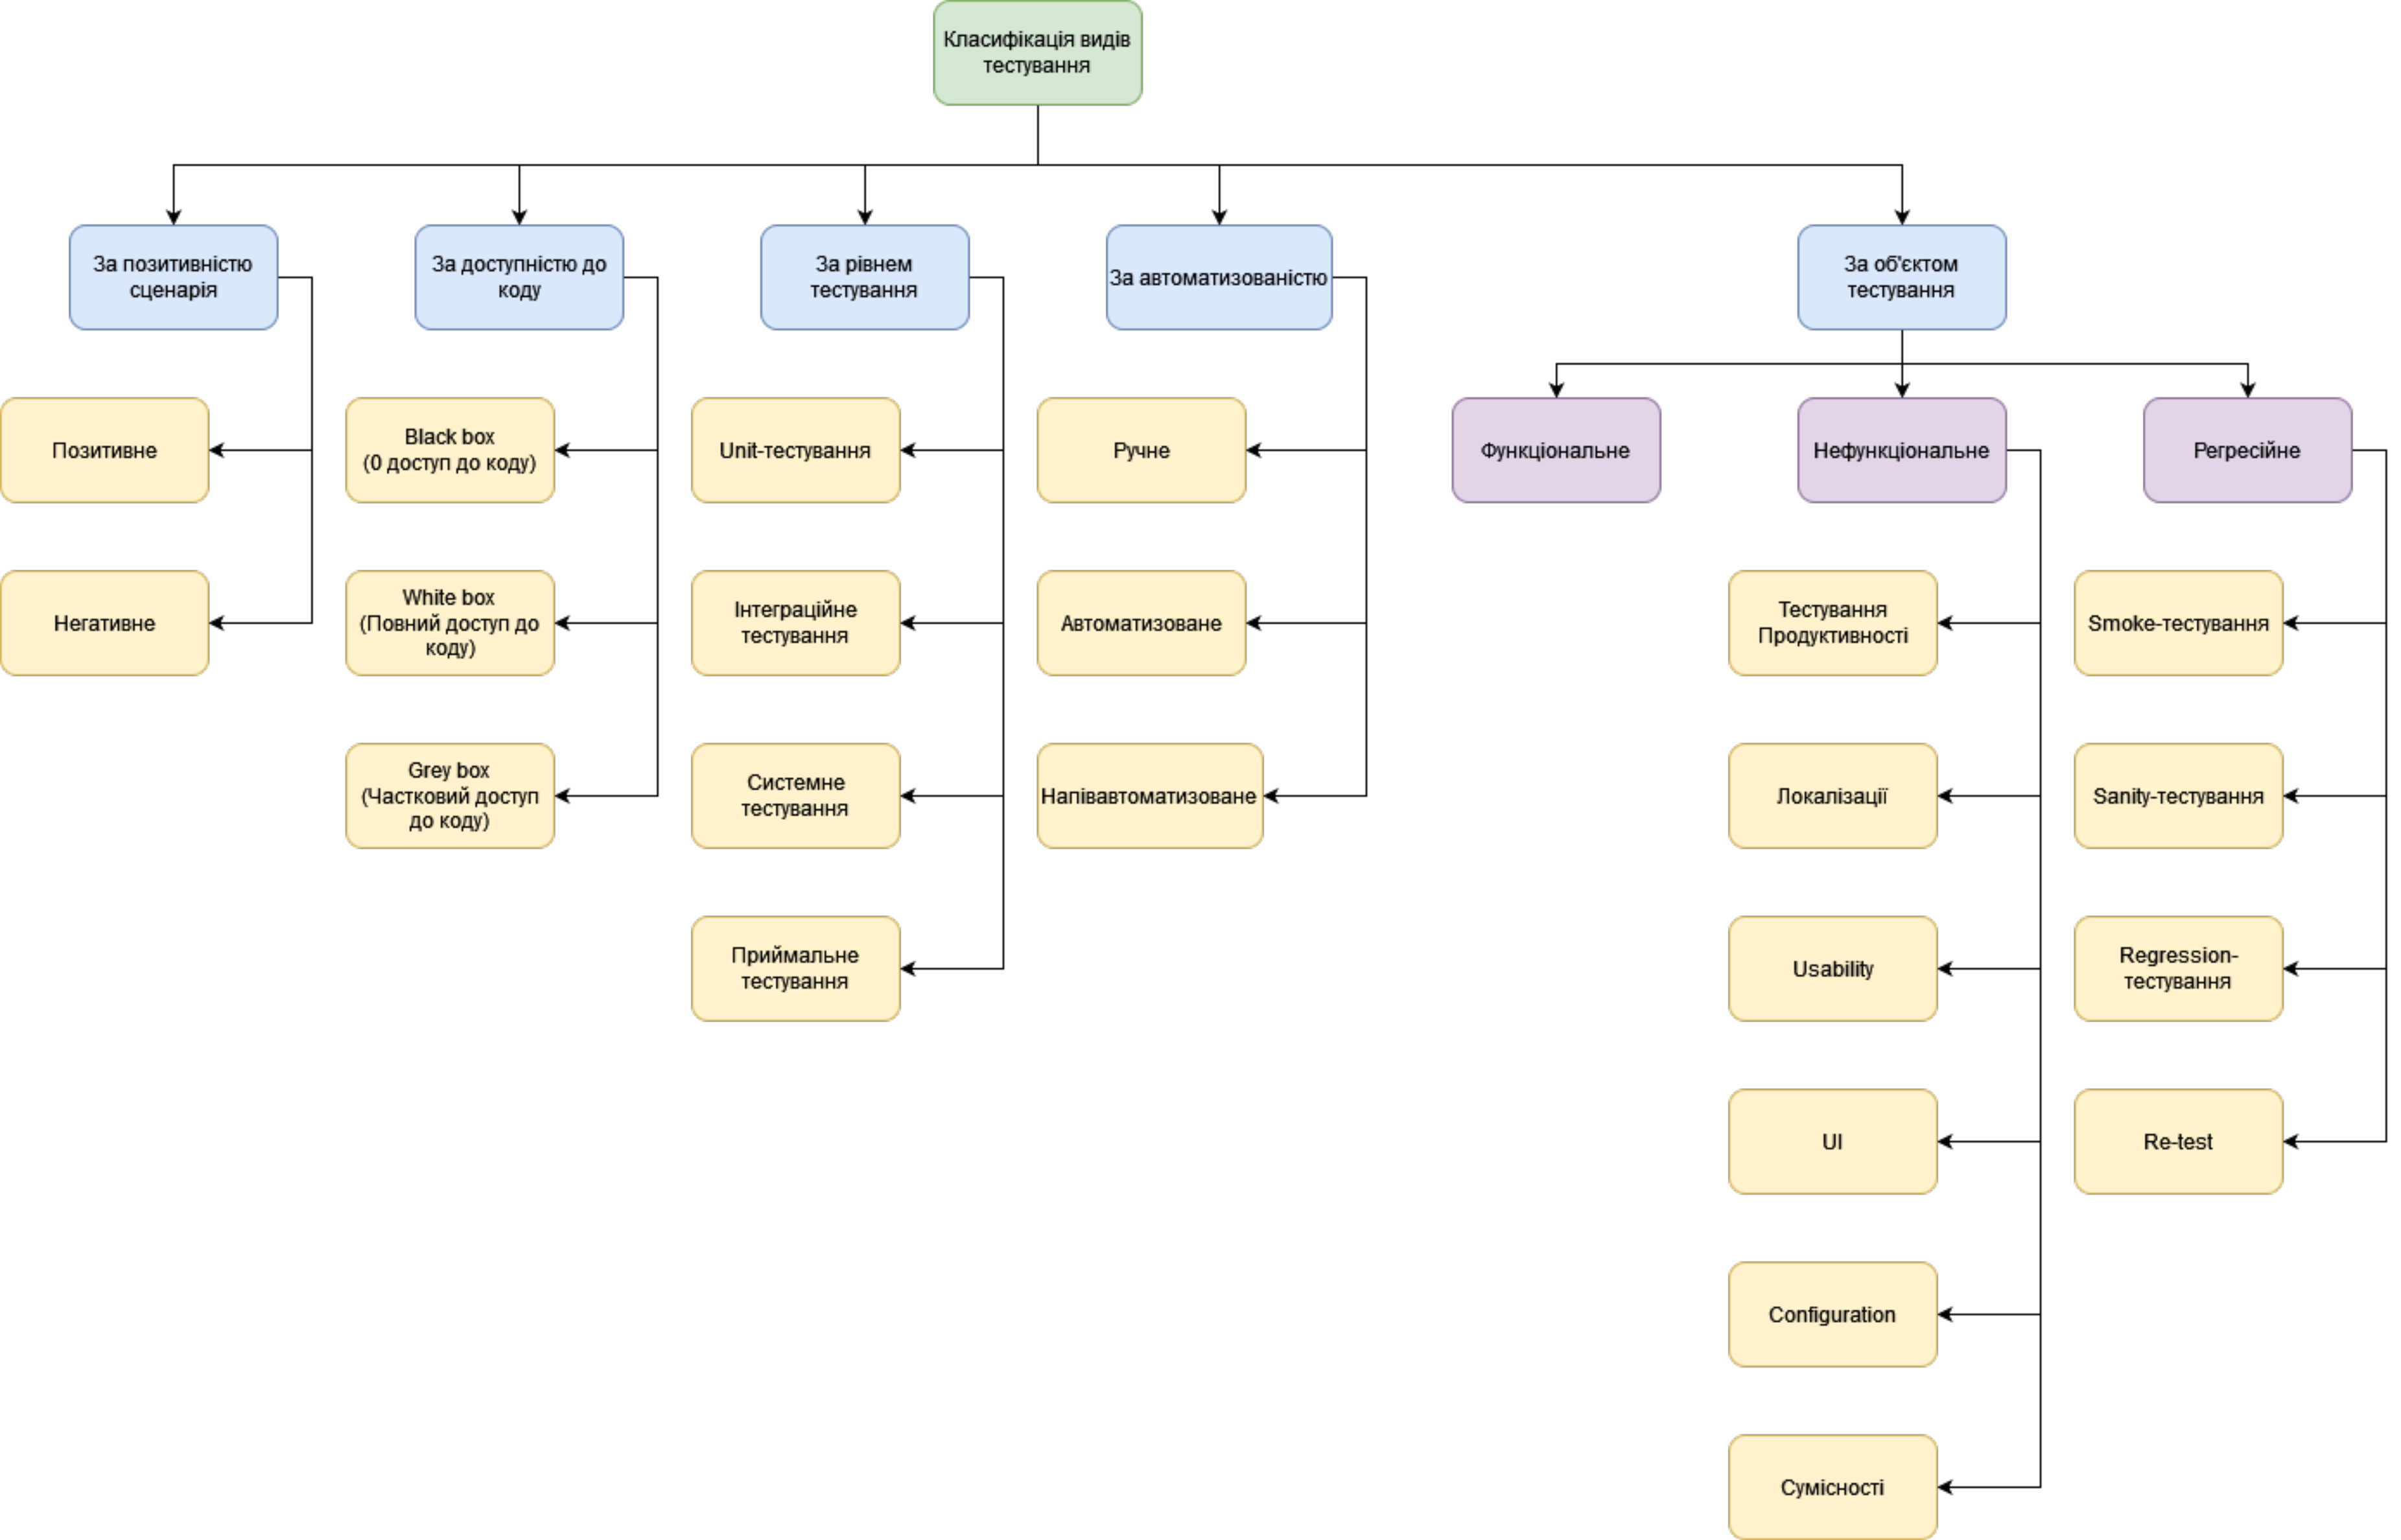 Класифікація видів
тестування
За позитивністю
сценарія
За доступністю до
коду
За рівнем
тестування
За автоматизованістю
За об'єктом
тестування
Позитивне
Black box
(0 доступ до коду)
Unit-тестування
Ручне
Функціональне
Нефункціональне
Регресійне
Негативне
White box
(Повний доступ до
коду)
Інтеграційне
тестування
Автоматизоване
Тестування
Продуктивності
Smoke-тестування
Grey box
(Частковий доступ
до коду)
Системне
тестування
Напівавтоматизоване
Локалізації
Sanity-тестування
Приймальне
тестування
Usability
Regression-
тестування
UI
Re-test
Configuration
Сумісності